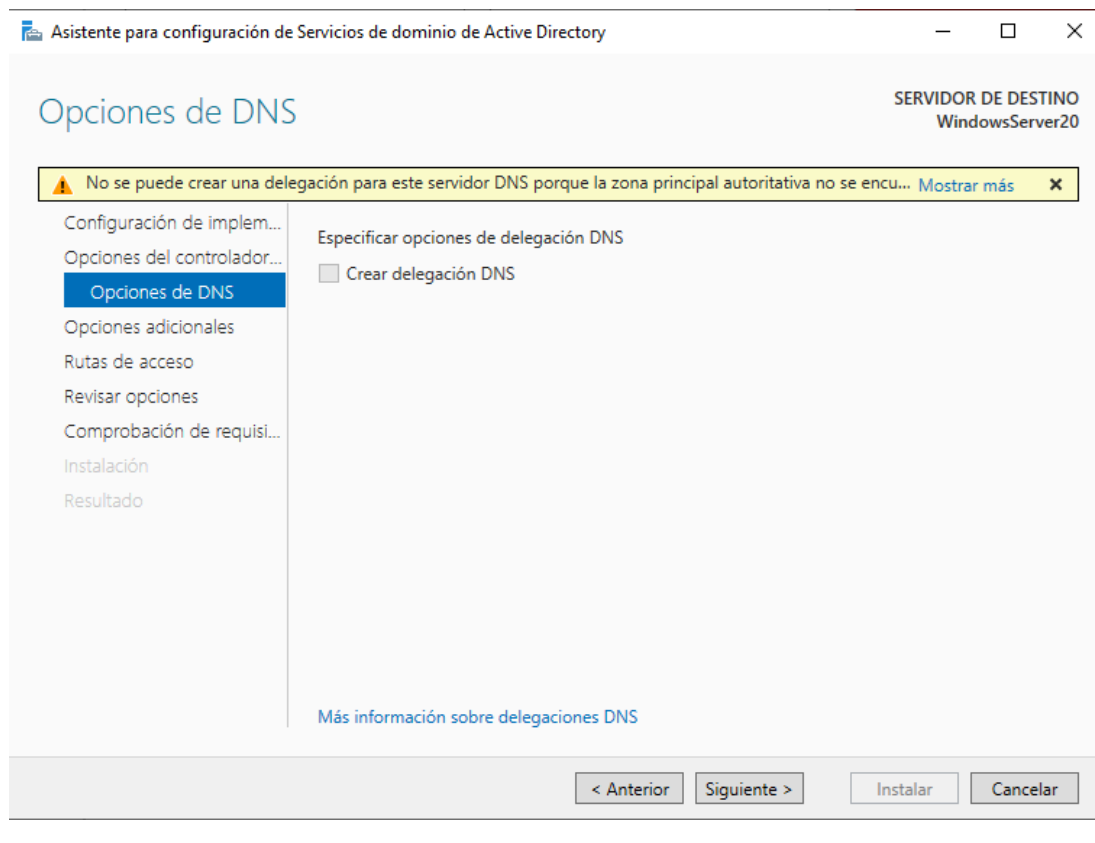 Asistente para configuración de Servicios de dominio de Active Directory
Opciones de DNS
SERVIDOR DE DESTINO
WindowsServer20
No se puede crear una delegación para este servidor DNS porque la zona principal autoritativa no se encu... Mostrar más
Configuración de implem...
Opciones del controlador...
Opciones de DNS
Opciones adicionales
Rutas de acceso
Revisar opciones
Comprobación de requisi...
Instalación
Resultado
Especificar opciones de delegación DNS
Crear delegación DNS
Más información sobre delegaciones DNS
< Anterior
Siguiente >
Instalar
Cancelar